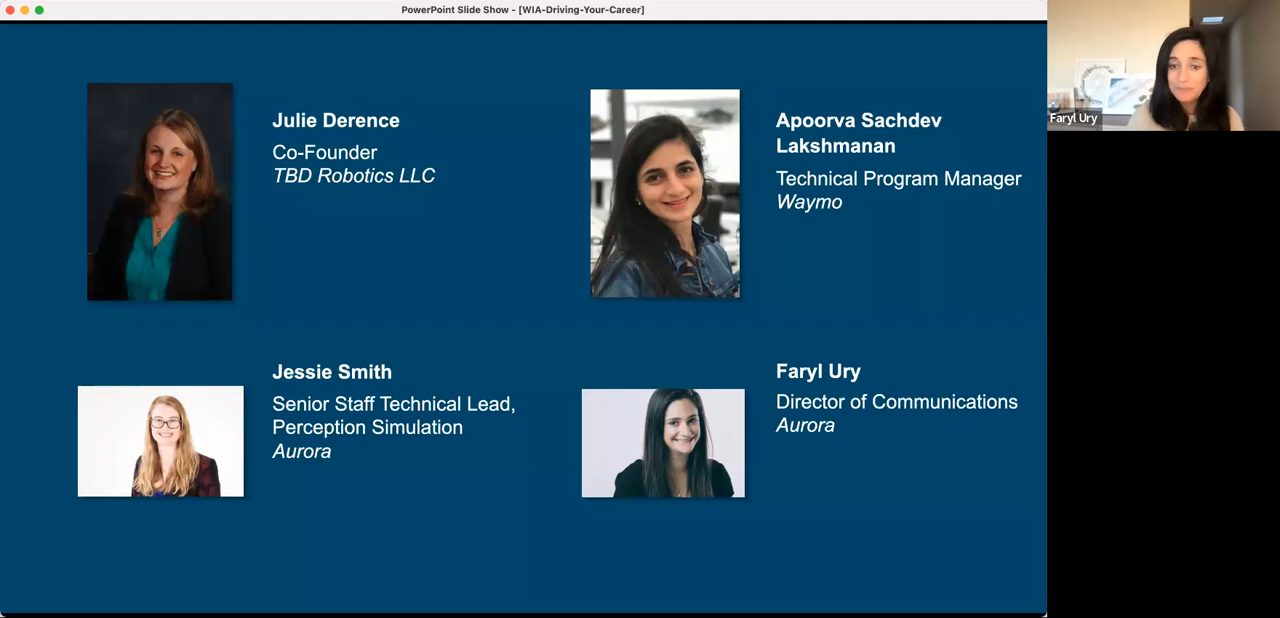 PowerPoint Slide Show - [WIA-Driving-Your-Career]
Julie Derence
Co-Founder
TBD Robotics LLC
Apoorva Sachdev
Lakshmanan
Technical Program Manager
Waymo
Jessie Smith
Senior Staff Technical Lead,
Perception Simulation
Aurora
Faryl Ury
Director of Communications
Aurora
Faryl Ury